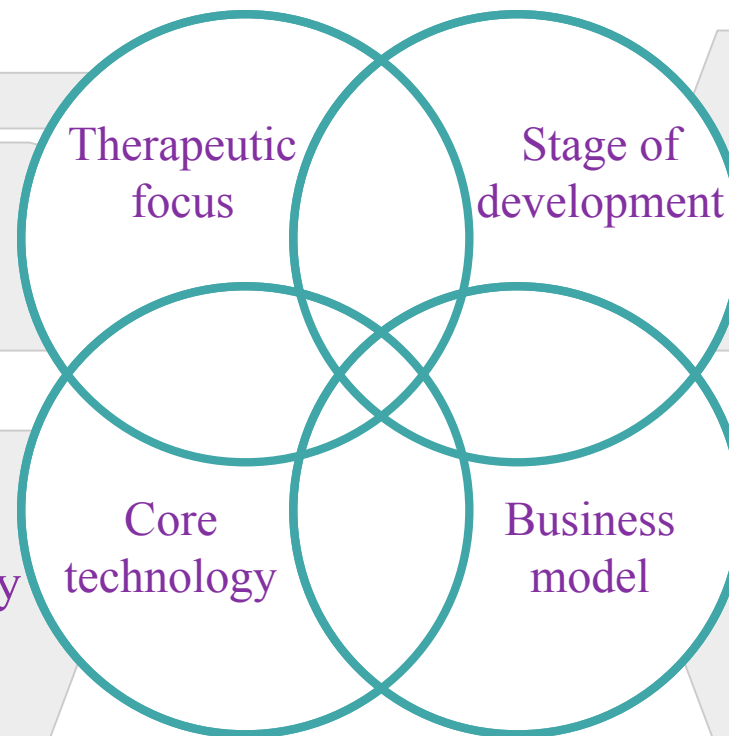 Therapeutic
focus
Stage of
development
Core
technology
Business
model
y